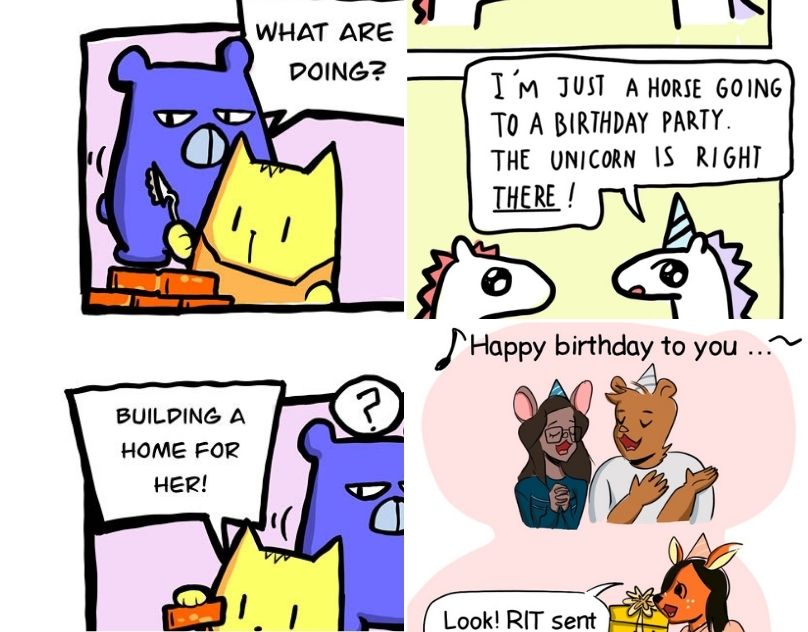 WHAT ARE
DOING?
I'M JUST A HORSE GOING
TO A BIRTHDAY PARTY.
THE UNICORN IS RIGHT
THERE!
BUILDING A
HOME FOR
HER!
?
Happy birthday to you ...~
Look! RIT sent